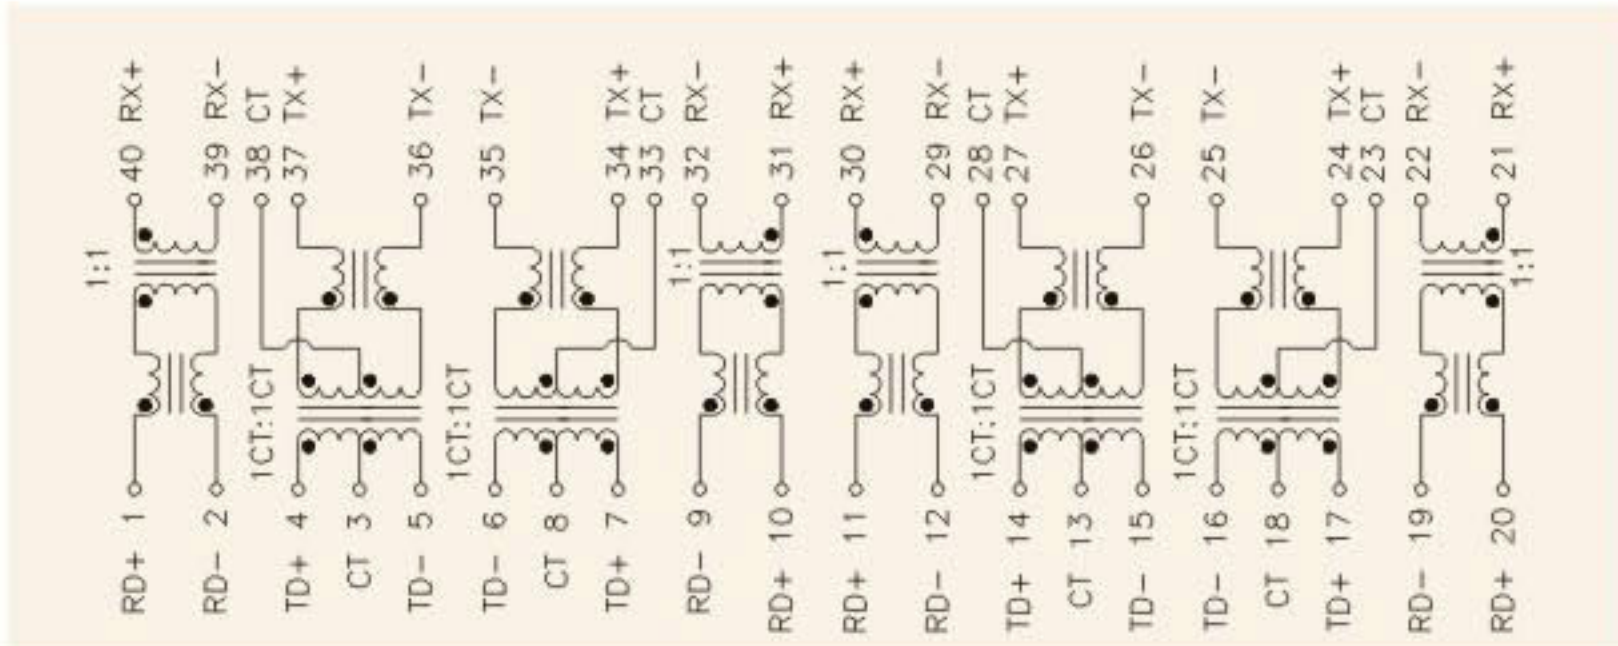 40 RX+
39 RX-
38 CT
37 TX+
36 TX-
35 TX-
34 TX+
33 CT
32 RX-
31 RX+
30 RX+
29 RX-
28 CT
27 TX+
26 TX-
25 TX-
24 TX+
23 CT
22 RX-
21 RX+
1:1
1:1
1:1
1:1
1CT:1CT
1CT:1CT
1CT:1CT
1CT:1CT
RD+ 1
RD- 2
TD+ 4
CT 3
TD- 5
TD- 6
CT 8
TD+ 7
RD- 9
RD+ 10
RD+ 11
RD- 12
TD+ 14
CT 13
TD- 15
TD- 16
CT 18
TD+ 17
RD- 19
RD+ 20